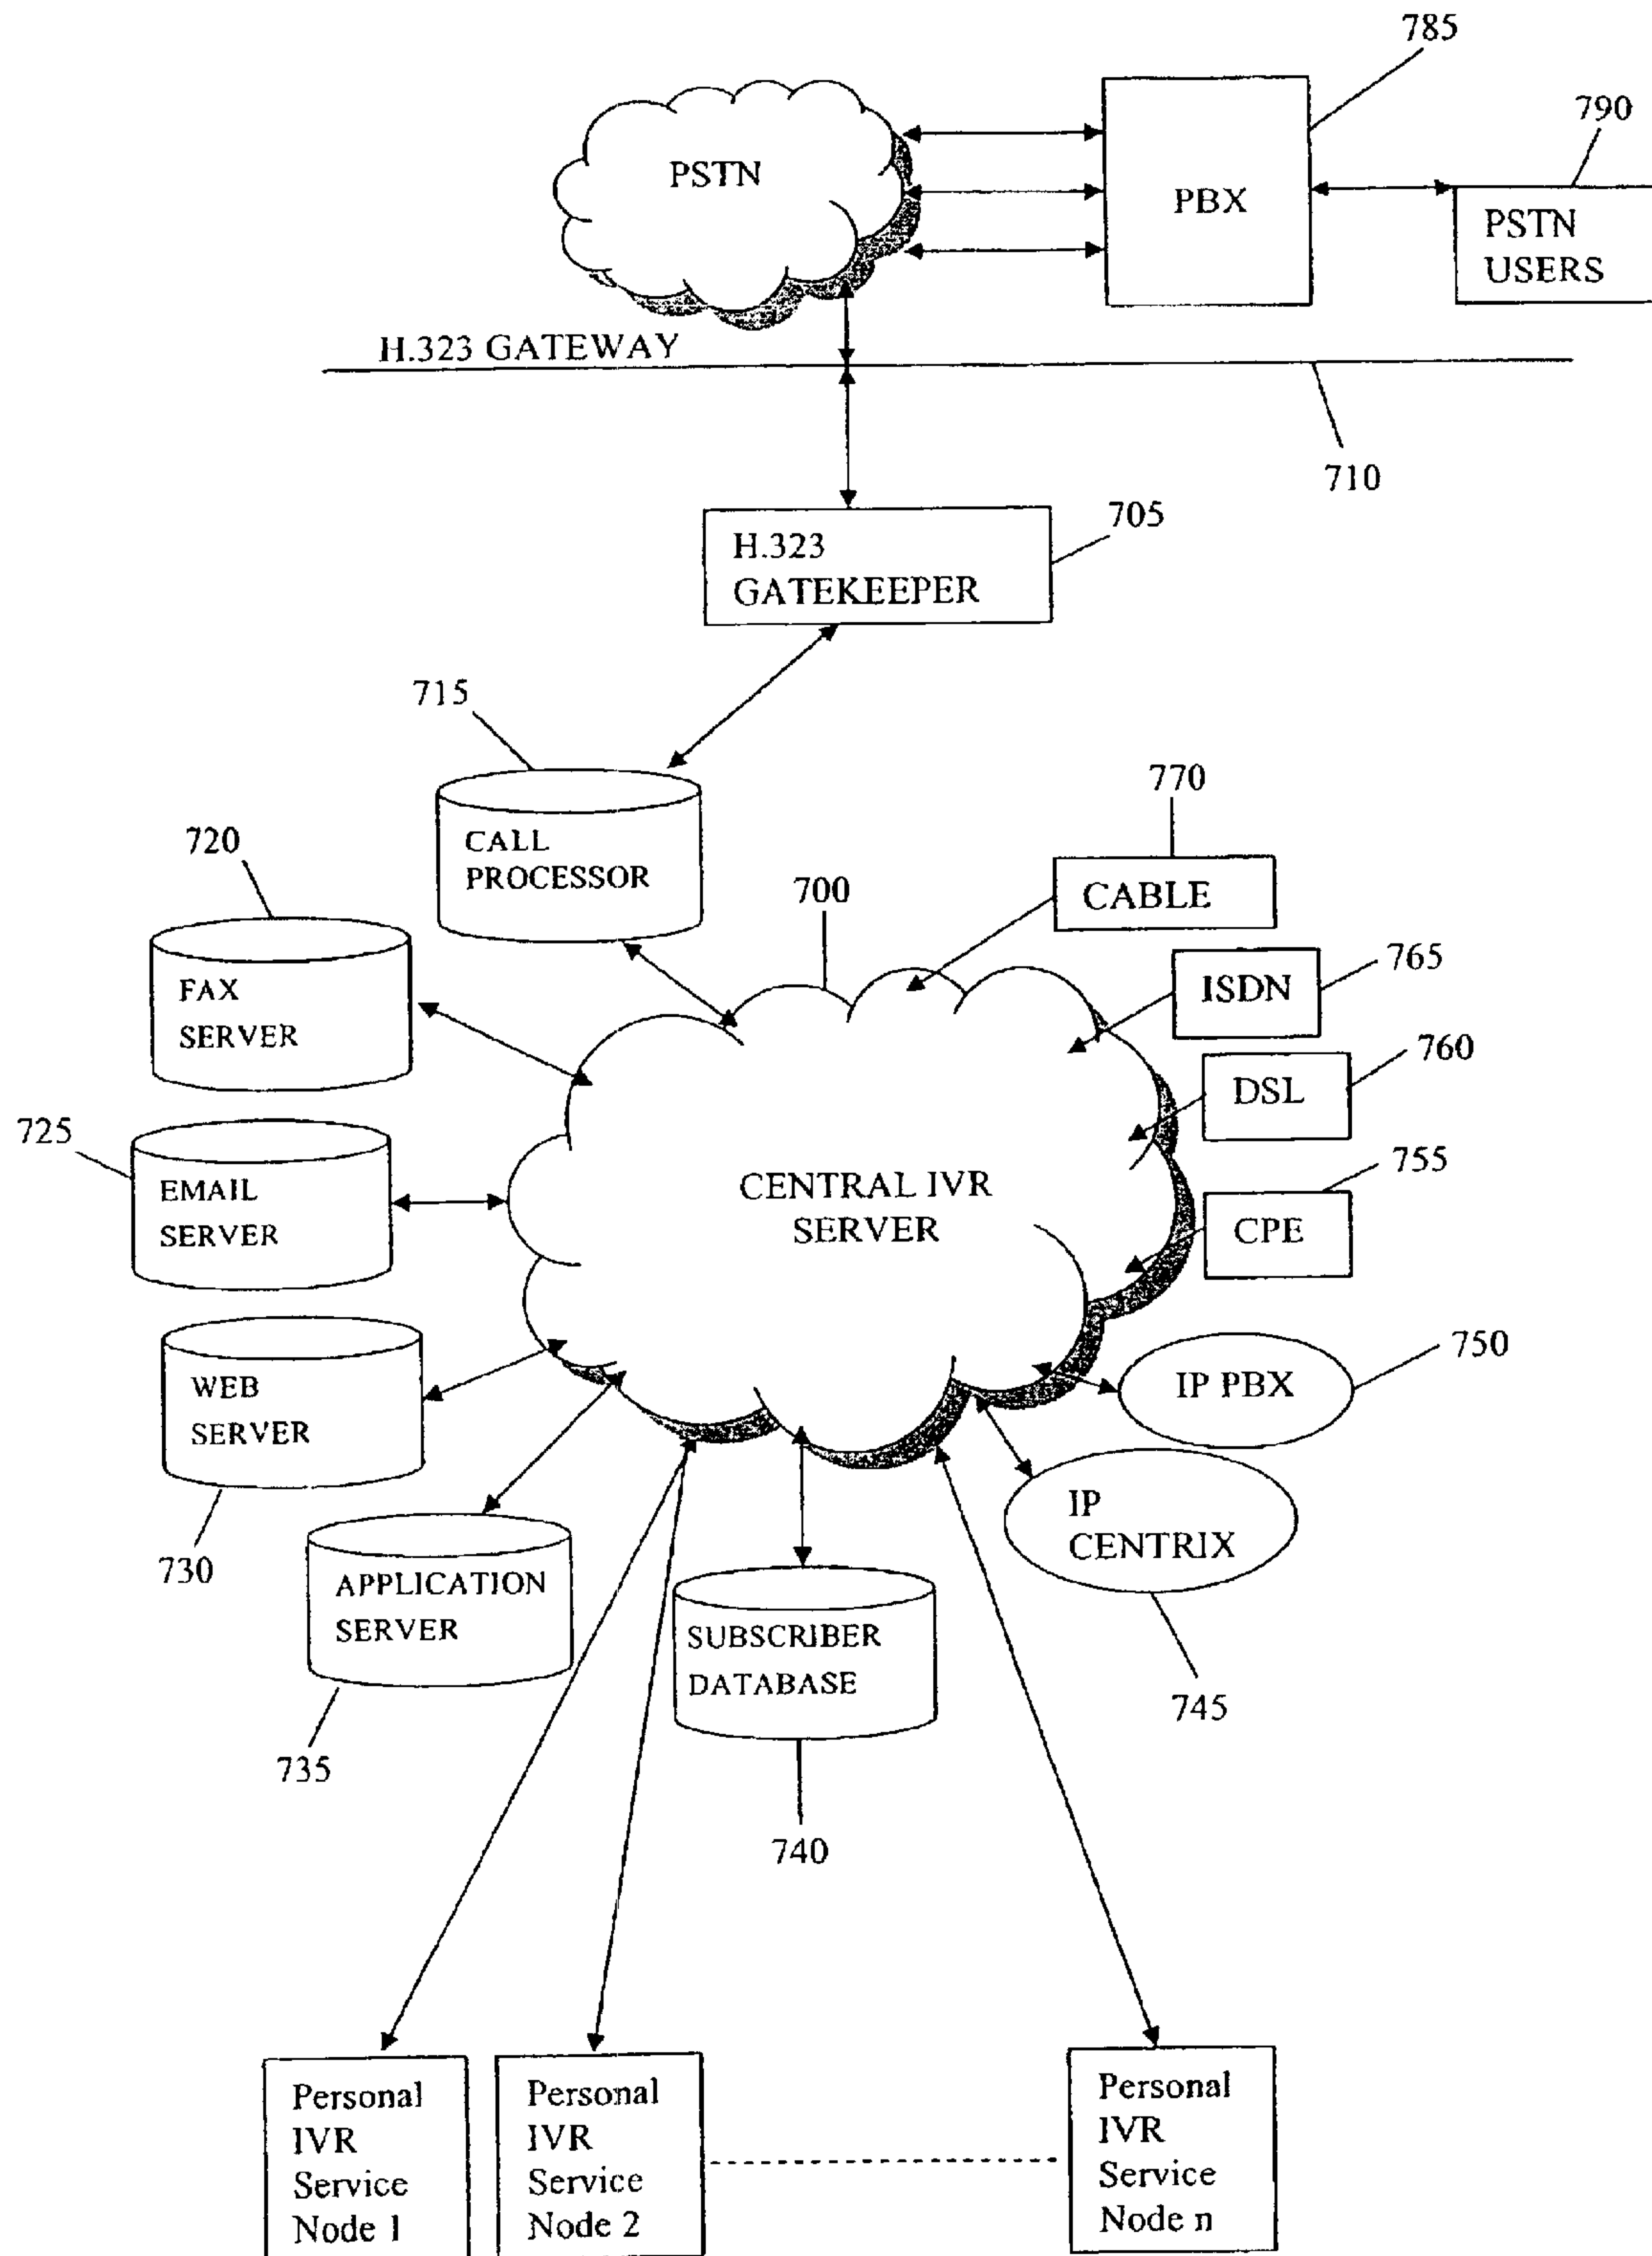 785
790
PSTN
PBX
PSTN
USERS
H.323 GATEWAY
710
705
H.323
GATEKEEPER
715
770
CALL
PROCESSOR
720
700
CABLE
765
FAX
SERVER
ISDN
760
DSL
725
755
EMAIL
SERVER
CENTRAL IVR
SERVER
CPE
750
WEB
SERVER
IP PBX
IP
CENTRIX
730
APPLICATION
SERVER
SUBSCRIBER
DATABASE
745
735
740
Personal
IVR
Service
Node 1
Personal
IVR
Service
Node 2
Personal
IVR
Service
Node n